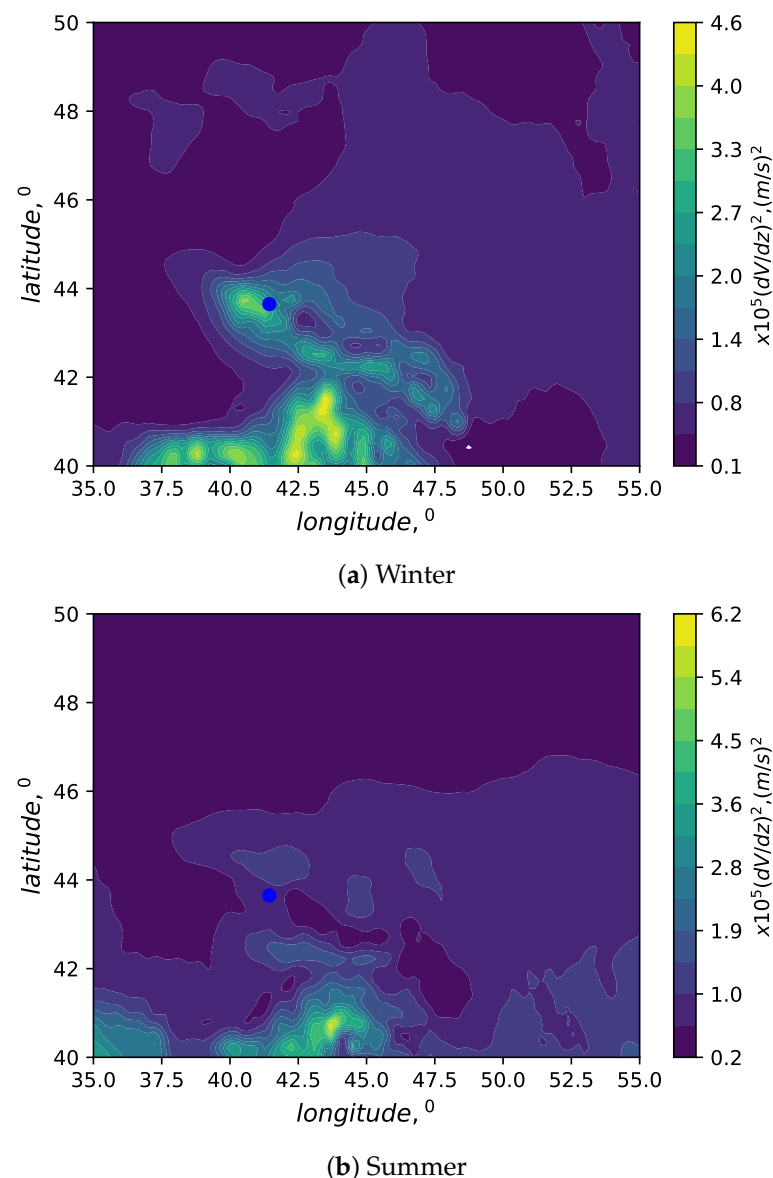 50
48
46
44
42
40
latitude, 0
35.0 37.5 40.0 42.5 45.0 47.5 50.0 52.5 55.0
longitude, 0
4.6
4.0
3.3
2.7
2.0
1.4
0.8
0.1
x10^5(dV/dz)^2,(m/s)^2
(a) Winter
50
48
46
44
42
40
latitude, 0
35.0 37.5 40.0 42.5 45.0 47.5 50.0 52.5 55.0
longitude, 0
6.2
5.4
4.5
3.6
2.8
1.9
1.0
0.2
x10^5(dV/dz)^2,(m/s)^2
(b) Summer